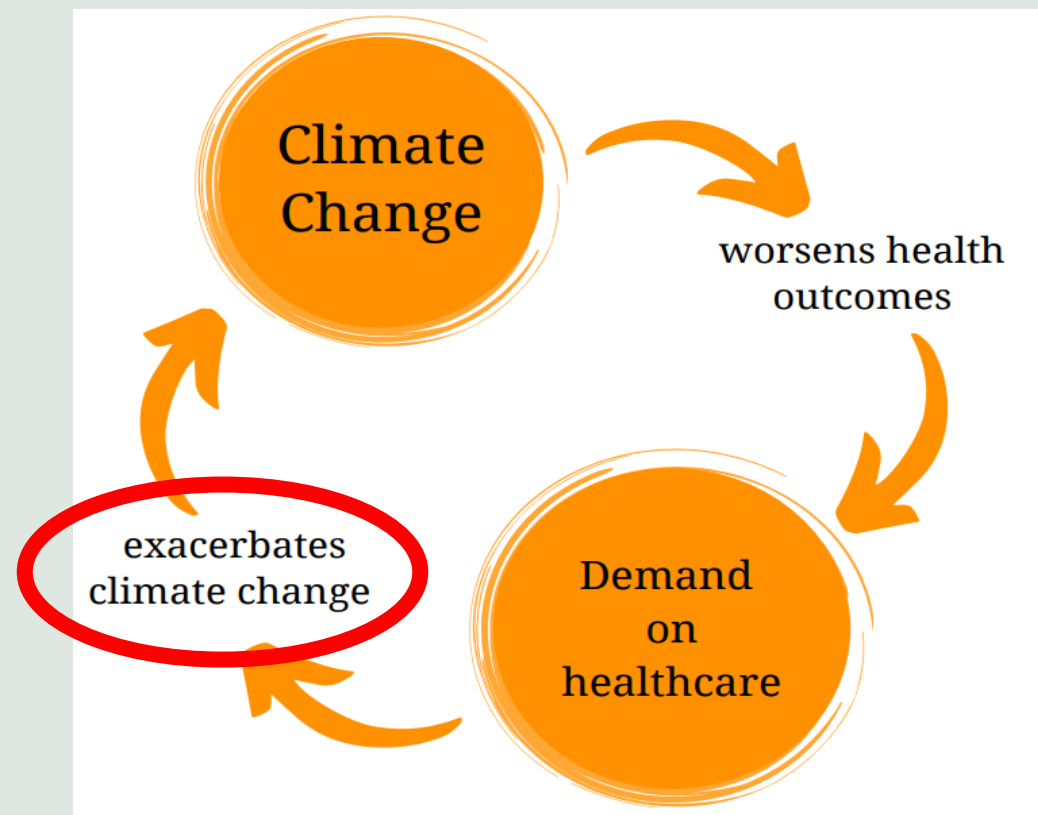 Climate
Change
worsens health
outcomes
Demand
on
healthcare
exacerbates
climate change